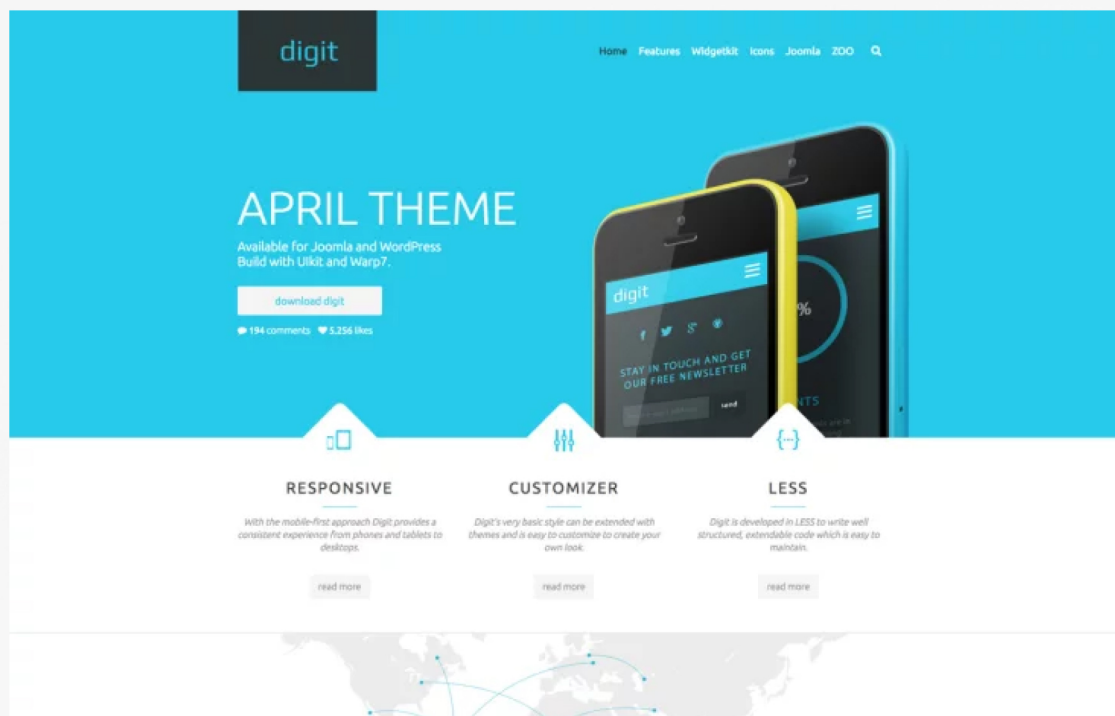 digit
Home Features Widgetkit Icons Joomla ZOO
APRIL THEME
Available for Joomla and WordPress
Build with UIkit and Warp7.
download digit
194 comments 5.256 likes
digit
STAY IN TOUCH AND GET
OUR FREE NEWSLETTER
send
%
NTS
RESPONSIVE
With the mobile-first approach Digit provides a
consistent experience from phones and tablets to
desktops.
read more
CUSTOMIZER
Digit's very basic style can be extended with
themes and is easy to customize to create your
own look.
read more
LESS
Digit is developed in LESS to write well
structured, extendable code which is easy to
maintain.
read more